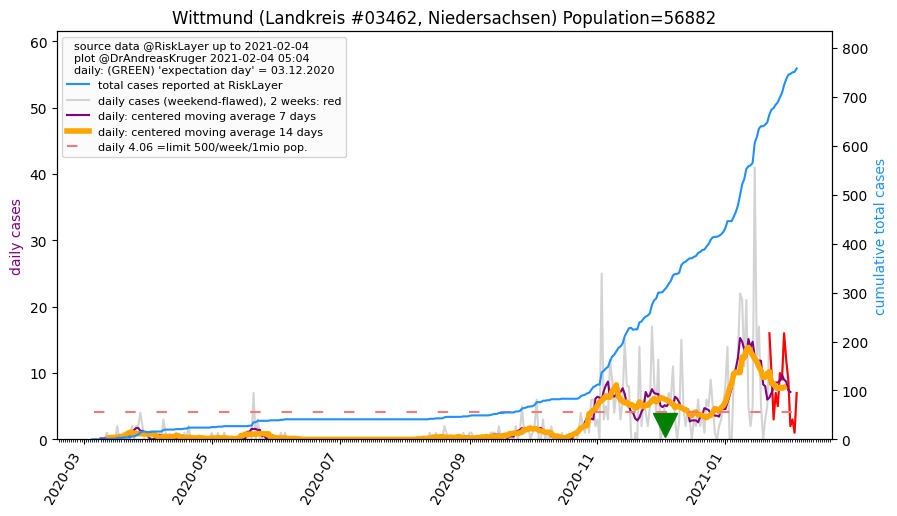 Wittmund (Landkreis #03462, Niedersachsen) Population=56882
source data @RiskLayer up to 2021-02-04
plot @DrAndreasKruger 2021-02-04 05:04
daily: (GREEN) 'expectation day' = 03.12.2020
total cases reported at RiskLayer
daily cases (weekend-flawed), 2 weeks: red
daily: centered moving average 7 days
daily: centered moving average 14 days
daily 4.06 =limit 500/week/1mio pop.
daily cases
60
50
40
30
20
10
0
cumulative total cases
800
700
600
500
400
300
200
100
0
2020-03
2020-05
2020-07
2020-09
2020-11
2021-01